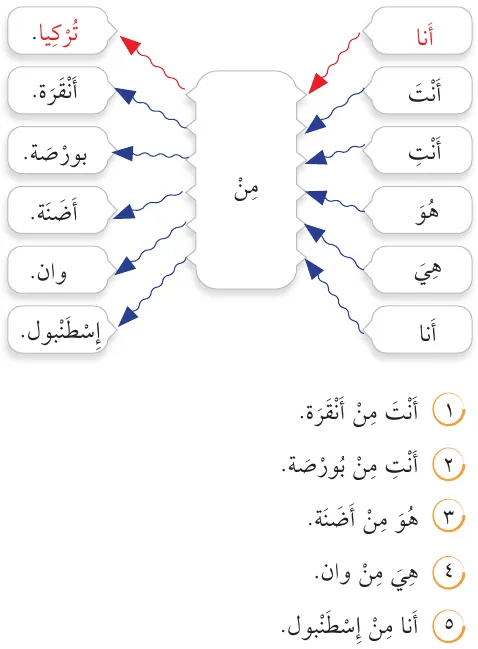 أَنا
تُرْكِيا.
أَنْتَ
أَنْقَرَة.
أَنْتِ
بورْصَة.
مِنْ
هُوَ
أَضَنَة.
هِيَ
وان.
أَنا
إِسْطَنْبول.
١ أَنْتَ مِنْ أَنْقَرَة.
٢ أَنْتِ مِنْ بُورْصَة.
٣ هُوَ مِنْ أَضَنَة.
٤ هِيَ مِنْ وان.
٥ أَنا مِنْ إِسْطَنْبول.